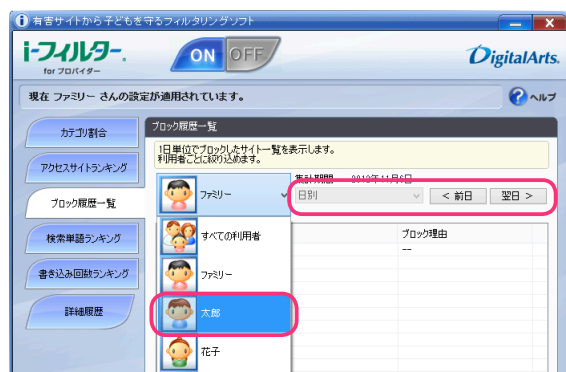 有害サイトから子どもを守るフィルタリングソフト
i-フィルター.
for プロバイダー
ON OFF
DigitalArts.
現在 ファミリー さんの設定が適用されています。
ヘルプ
カテゴリ割合
アクセスサイトランキング
ブロック履歴一覧
検索単語ランキング
書き込み回数ランキング
詳細履歴
ブロック履歴一覧
1日単位でブロックしたサイト一覧を表示します。
利用者ごとに絞り込めます。
集計期間 2012年11月6日
ファミリー
日別
< 前日
翌日 >
すべての利用者
ファミリー
太郎
花子
ブロック理由
--